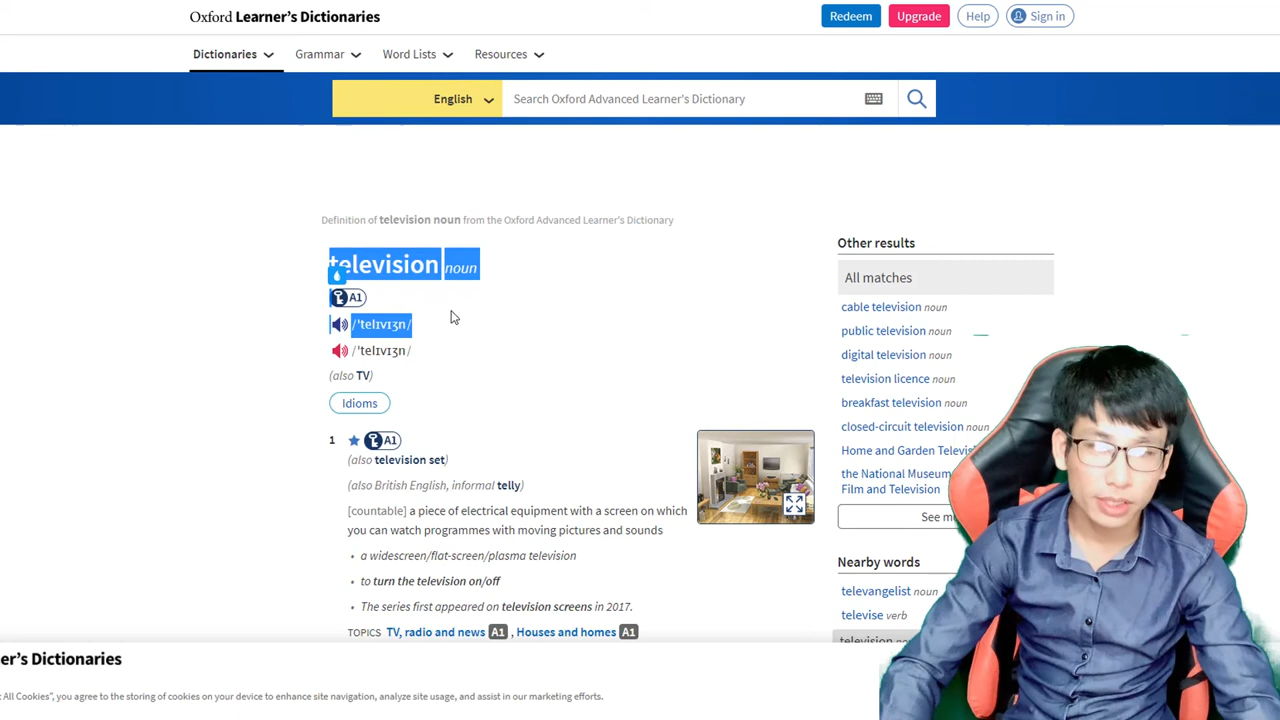 Oxford Learner's Dictionaries
Redeem
Upgrade
Help
Sign in
Dictionaries
Grammar
Word Lists
Resources
English
Search Oxford Advanced Learner's Dictionary
Definition of television noun from the Oxford Advanced Learner's Dictionary
television noun
A1
/ˈtelɪvɪʒn/
/ˈtelɪvɪʒn/
(also TV)
Idioms
1 A1
(also television set)
(also British English, informal telly)
[countable] a piece of electrical equipment with a screen on which
you can watch programmes with moving pictures and sounds
• a widescreen/flat-screen/plasma television
• to turn the television on/off
• The series first appeared on television screens in 2017.
TOPICS TV, radio and news A1 , Houses and homes A1
Other results
All matches
cable television noun
public television noun
digital television noun
television licence noun
breakfast television noun
closed-circuit television noun
Home and Garden Televis
the National Museum
Film and Television
See m
Nearby words
televangelist noun
televise verb
television no
er's Dictionaries
t All Cookies", you agree to the storing of cookies on your device to enhance site navigation, analyze site usage, and assist in our marketing efforts.